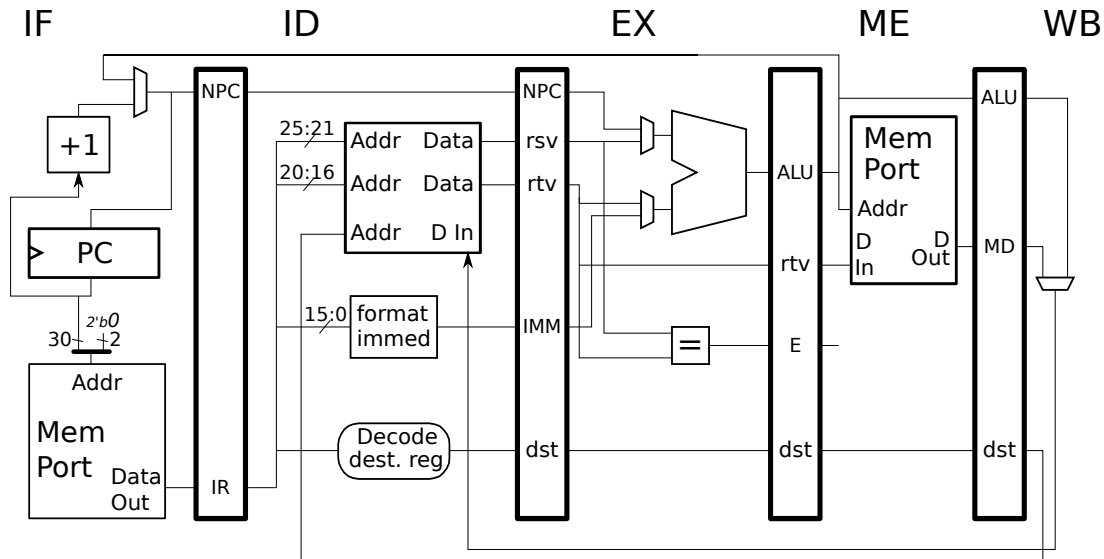 IF
ID
EX
ME
WB
NPC
NPC
ALU
+1
25:21
Addr
Data
rsv
Mem
Port
20:16
Addr
Data
rtv
ALU
Addr
Addr
D In
PC
D
In
D
Out
MD
rtv
2'b0
30
2
15:0
format
immed
IMM
=
E
Addr
Mem
Port
Data
Out
IR
Decode
dest. reg
dst
dst
dst